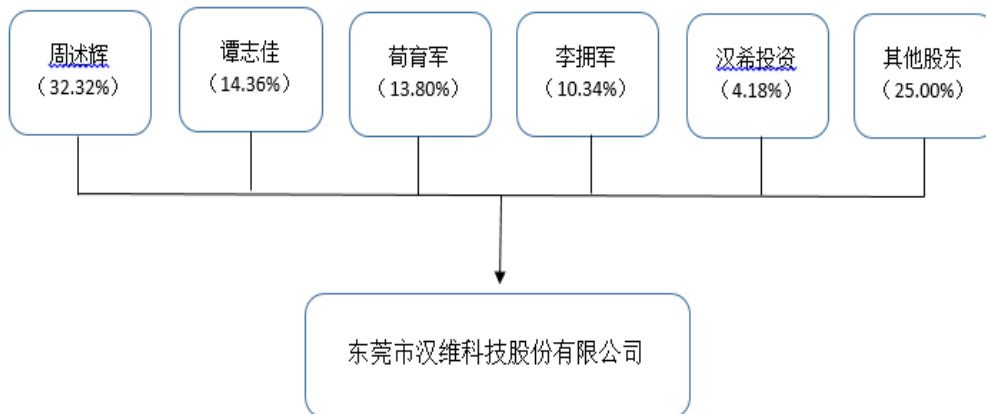 周述辉
（32.32%）
谭志佳
（14.36%）
荀育军
（13.80%）
李拥军
（10.34%）
汉希投资
（4.18%）
其他股东
（25.00%）
东莞市汉维科技股份有限公司